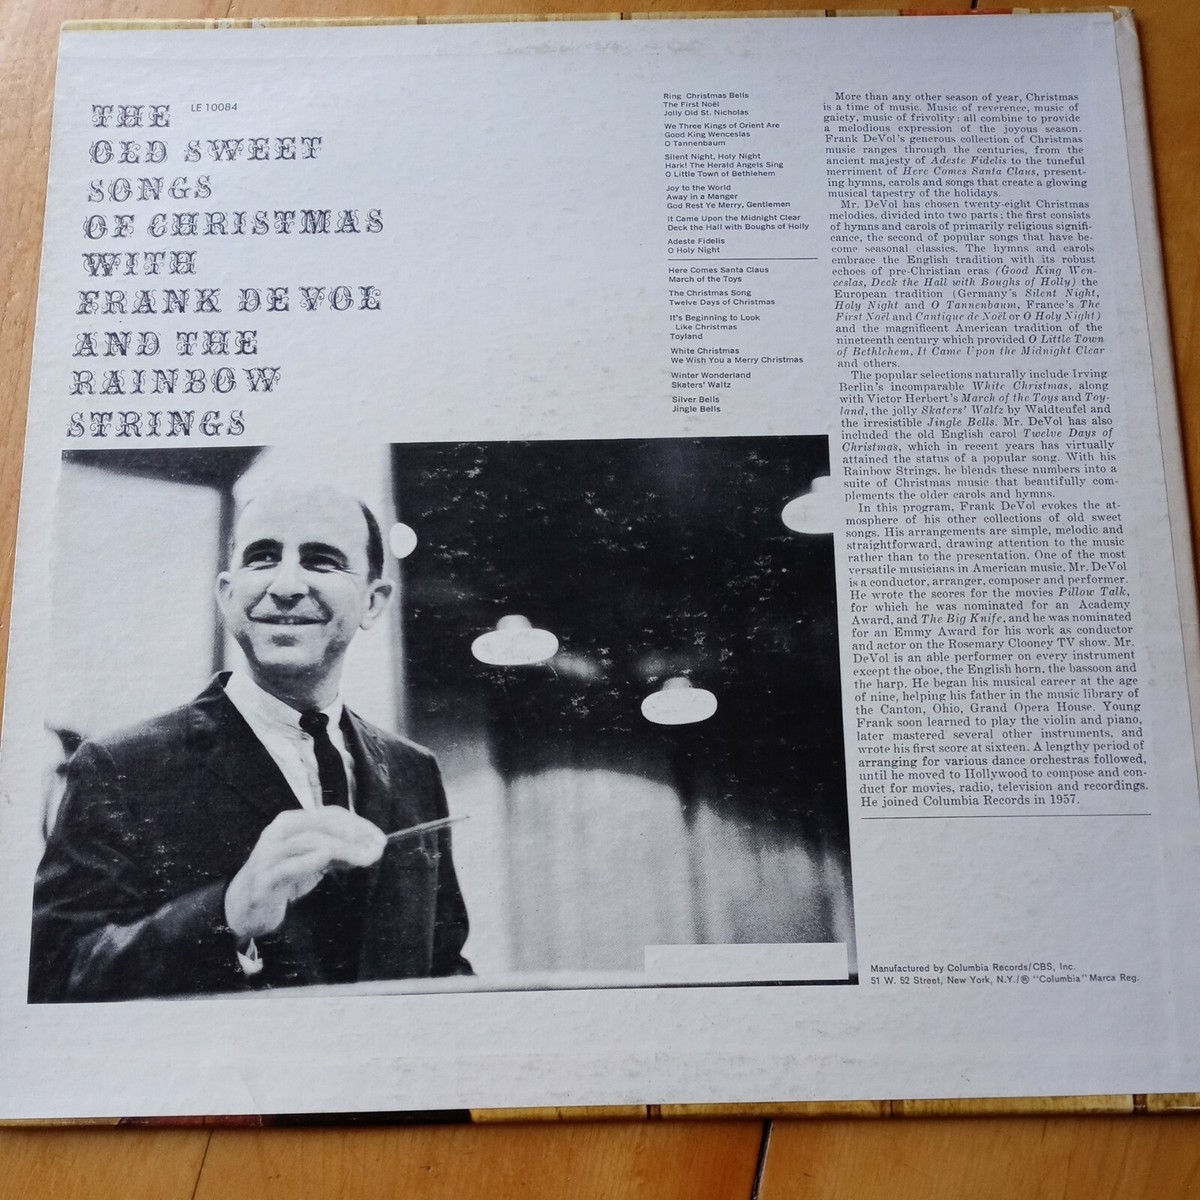 THE
OLD SWEET
SONGS
OF CHRISTMAS
WITH
FRANK DE VOL
AND THE
RAINBOW
STRINGS
LE 10084
Ring Christmas Bells
The First Noël
Jolly Old St. Nicholas
We Three Kings of Orient Are
Good King Wenceslas
O Tannenbaum
Silent Night, Holy Night
Hark! The Herald Angels Sing
O Little Town of Bethlehem
Joy to the World
Away in a Manger
God Rest Ye Merry, Gentlemen
It Came Upon the Midnight Clear
Deck the Hall with Boughs of Holly
Adeste Fidelis
O Holy Night
Here Comes Santa Claus
March of the Toys
The Christmas Song
Twelve Days of Christmas
It's Beginning to Look
Like Christmas
Toyland
White Christmas
We Wish You a Merry Christmas
Winter Wonderland
Skaters' Waltz
Silver Bells
Jingle Bells
More than any other season of year, Christmas
is a time of music. Music of reverence, music of
gaiety, music of frivolity: all combine to provide
a melodious expression of the joyous season.
Frank DeVol's generous collection of Christmas
music ranges through the centuries, from the
ancient majesty of Adeste Fidelis to the tuneful
merriment of Here Comes Santa Claus, present-
ing hymns, carols and songs that create a glowing
musical tapestry of the holidays.
Mr. DeVol has chosen twenty-eight Christmas
melodies, divided into two parts; the first consists
of hymns and carols of primarily religious signifi-
cance, the second of popular songs that have be-
come seasonal classics. The hymns and carols
embrace the English tradition with its robust
echoes of pre-Christian eras (Good King Wen-
ceslas, Deck the Hall with Boughs of Holly) the
European tradition (Germany's Silent Night,
Holy Night and O Tannenbaum, France's The
First Noël and Cantique de Noël or O Holy Night)
and the magnificent American tradition of the
nineteenth century which provided O Little Town
of Bethlehem, It Came Upon the Midnight Clear
and others.
The popular selections naturally include Irving
Berlin's incomparable White Christmas, along
with Victor Herbert's March of the Toys and Toy-
land, the jolly Skaters' Waltz by Waldteufel and
the irresistible Jingle Bells. Mr. DeVol has also
included the old English carol Twelve Days of
Christmas, which in recent years has virtually
attained the status of a popular song. With his
Rainbow Strings, he blends these numbers into a
suite of Christmas music that beautifully com-
plements the older carols and hymns.
In this program, Frank DeVol evokes the at-
mosphere of his other collections of old sweet
songs. His arrangements are simple, melodic and
straightforward, drawing attention to the music
rather than to the presentation. One of the most
versatile musicians in American music, Mr. DeVol
is a conductor, arranger, composer and performer.
He wrote the scores for the movies Pillow Talk,
for which he was nominated for an Academy
Award, and The Big Knife, and he was nominated
for an Emmy Award for his work as conductor
and actor on the Rosemary Clooney TV show. Mr.
DeVol is an able performer on every instrument
except the oboe, the English horn, the bassoon and
the harp. He began his musical career at the age
of nine, helping his father in the music library of
the Canton, Ohio, Grand Opera House. Young
Frank soon learned to play the violin and piano,
later mastered several other instruments, and
wrote his first score at sixteen. A lengthy period of
arranging for various dance orchestras followed,
until he moved to Hollywood to compose and con-
duct for movies, radio, television and recordings.
He joined Columbia Records in 1957.
Manufactured by Columbia Records/CBS, Inc.
51 W. 52 Street, New York, N.Y./® "Columbia" Marca Reg.